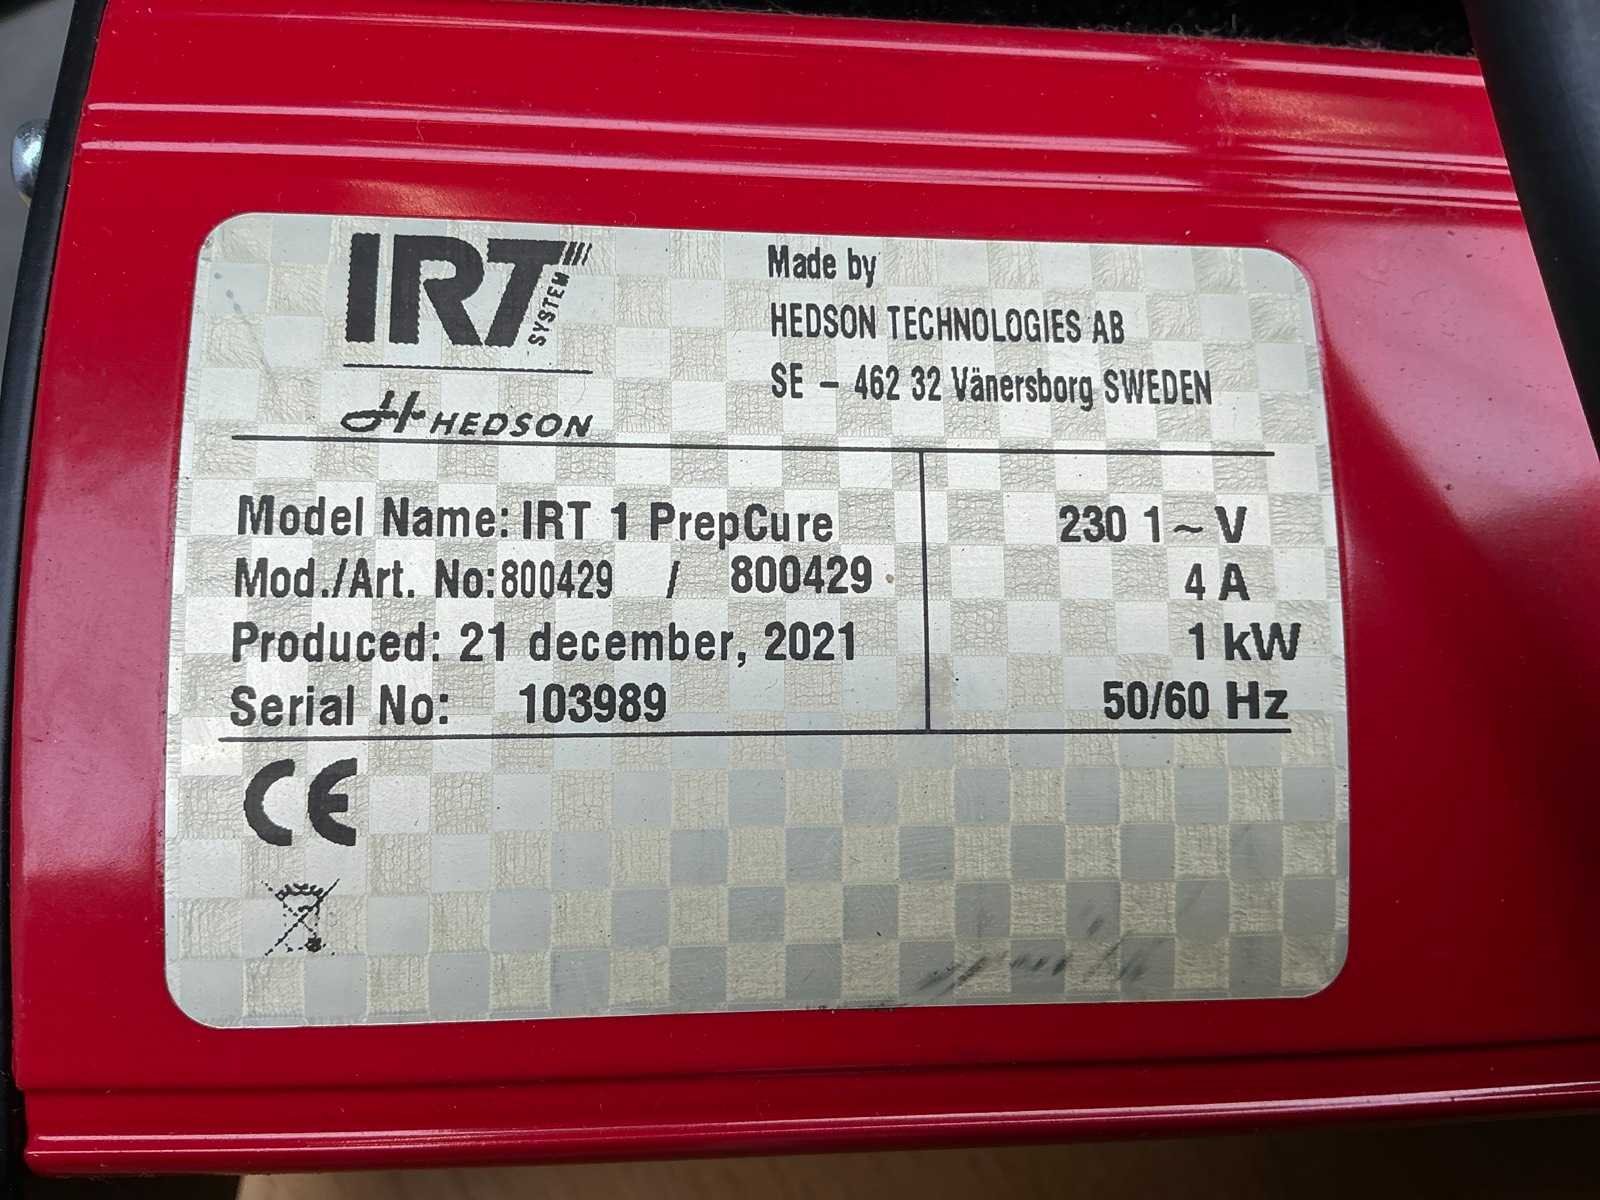 IRT SYSTEM
HEDSON
Made by
HEDSON TECHNOLOGIES AB
SE - 462 32 Vänersborg SWEDEN
Model Name: IRT 1 PrepCure
Mod./Art. No:800429 / 800429
Produced: 21 december, 2021
Serial No: 103989
230 1~ V
4 A
1 kW
50/60 Hz
CE